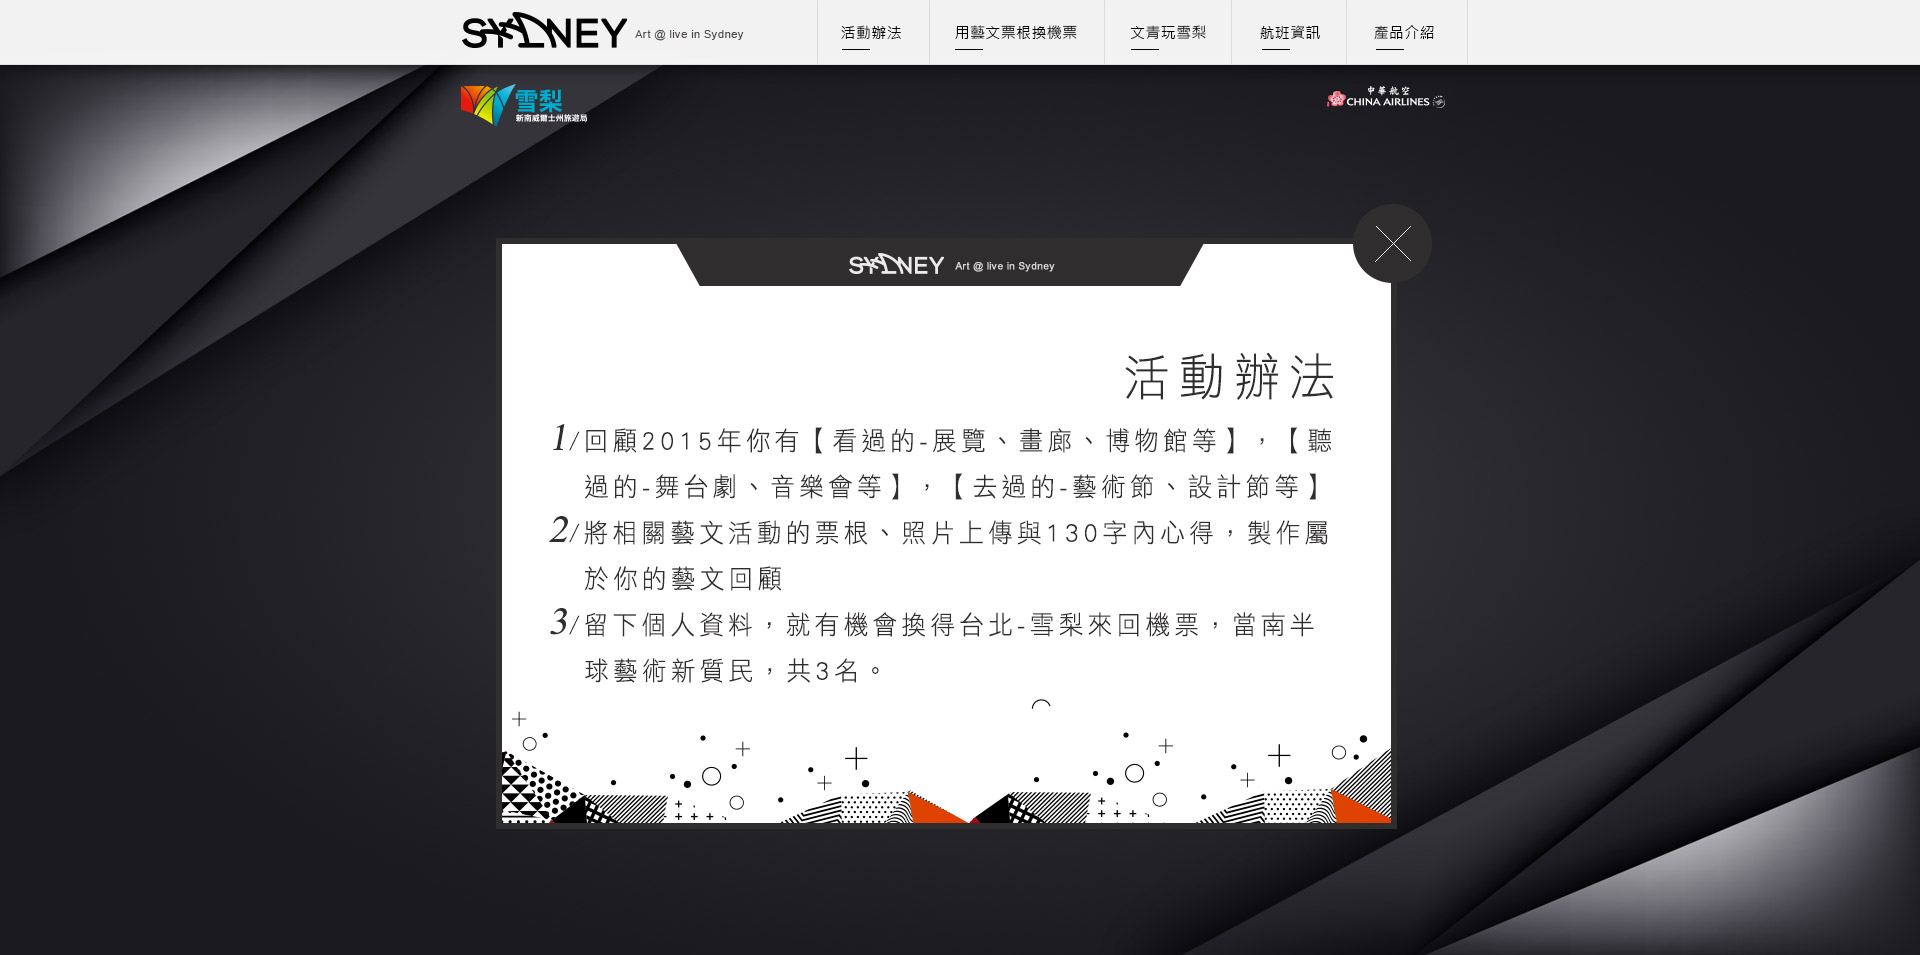 SYDNEY Art @ live in Sydney
活動辦法
用藝文票根換機票
文青玩雪梨
航班資訊
產品介紹
雪梨
新南威爾士州旅遊局
中華航空
CHINA AIRLINES
SYDNEY Art @ live in Sydney
活動辦法
1/回顧2015年你有【看過的-展覽、畫廊、博物館等】，【聽
過的-舞台劇、音樂會等】，【去過的-藝術節、設計節等】
2/將相關藝文活動的票根、照片上傳與130字內心得，製作屬
於你的藝文回顧
3/留下個人資料，就有機會換得台北-雪梨來回機票，當南半
球藝術新質民，共3名。